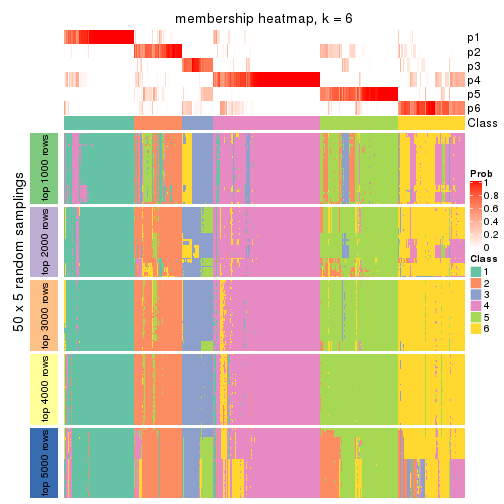 membership heatmap, k = 6
p1
p2
p3
p4
p5
p6
Class
50 x 5 random samplings
top 1000 rows
top 2000 rows
top 3000 rows
top 4000 rows
top 5000 rows
Prob
1
0.8
0.6
0.4
0.2
0
Class
1
2
3
4
5
6